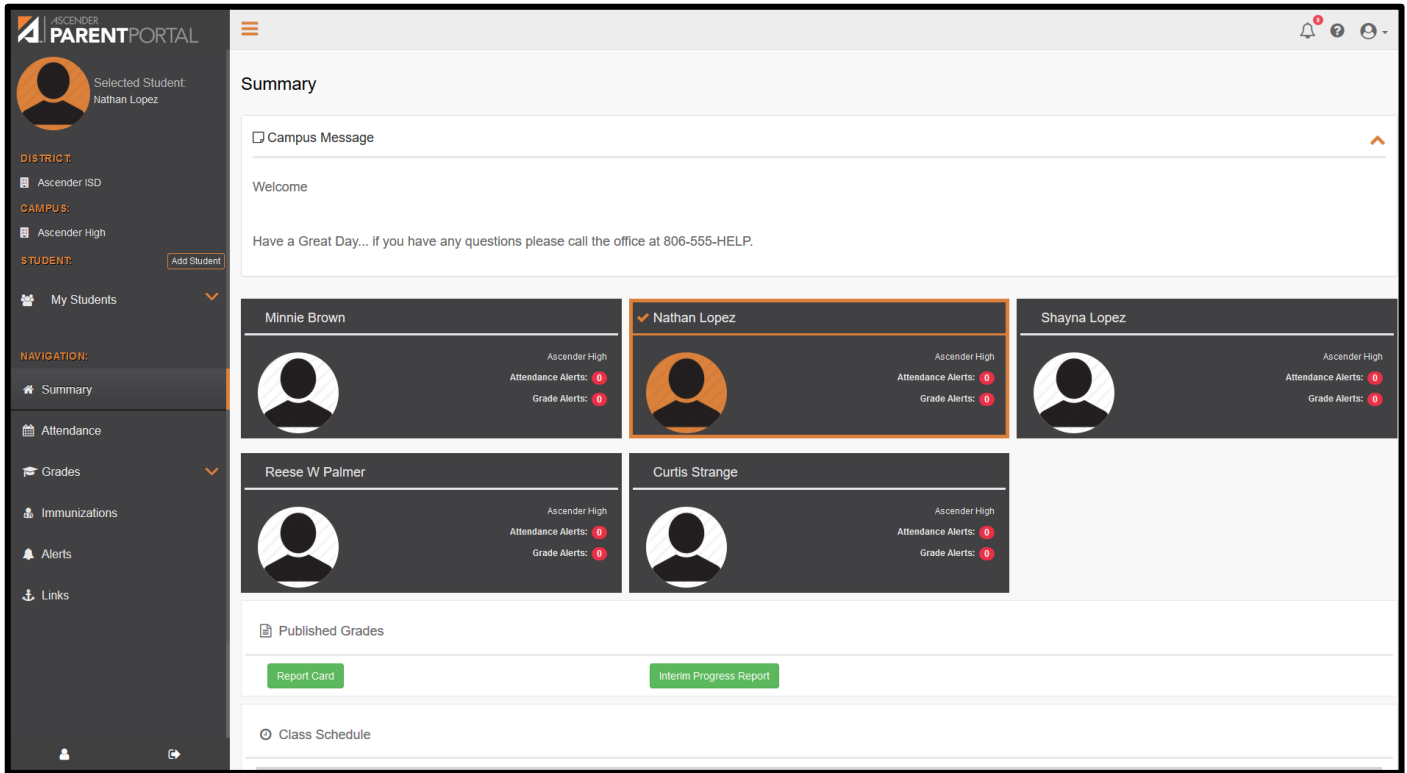 ASCENDER
PARENTPORTAL
Selected Student:
Nathan Lopez
DISTRICT:
Ascender ISD
CAMPUS:
Ascender High
STUDENT:
Add Student
My Students
NAVIGATION:
Summary
Attendance
Grades
Immunizations
Alerts
Links
0
Summary
Campus Message
Welcome
Have a Great Day... if you have any questions please call the office at 806-555-HELP.
Minnie Brown
Ascender High
Attendance Alerts: 0
Grade Alerts: 0
Nathan Lopez
Ascender High
Attendance Alerts: 0
Grade Alerts: 0
Shayna Lopez
Ascender High
Attendance Alerts: 0
Grade Alerts: 0
Reese W Palmer
Ascender High
Attendance Alerts: 0
Grade Alerts: 0
Curtis Strange
Ascender High
Attendance Alerts: 0
Grade Alerts: 0
Published Grades
Report Card
Interim Progress Report
Class Schedule